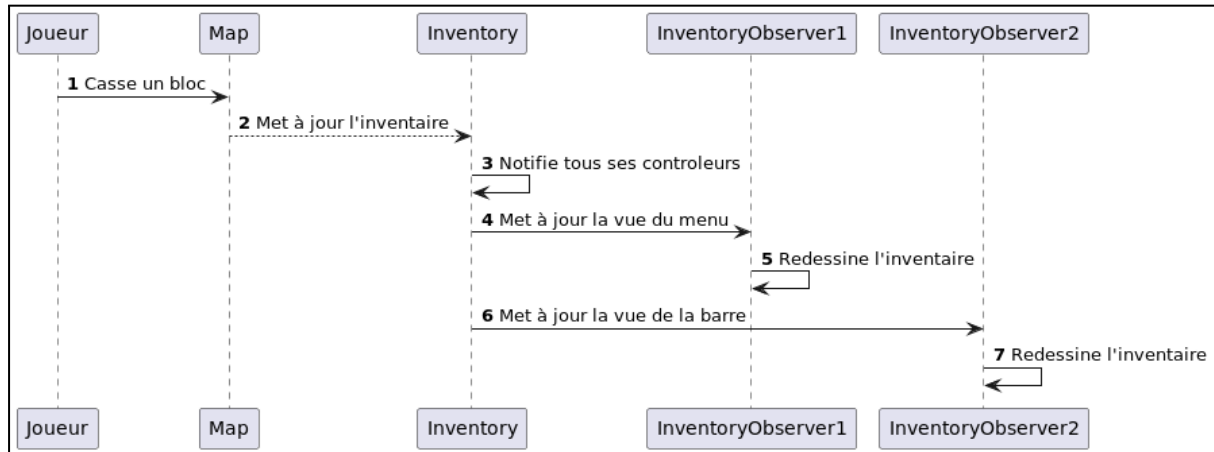 Joueur Map Inventory InventoryObserver1 InventoryObserver2
1 Casse un bloc
2 Met à jour l'inventaire
3 Notifie tous ses controleurs
4 Met à jour la vue du menu
5 Redessine l'inventaire
6 Met à jour la vue de la barre
7 Redessine l'inventaire
Joueur Map Inventory InventoryObserver1 InventoryObserver2